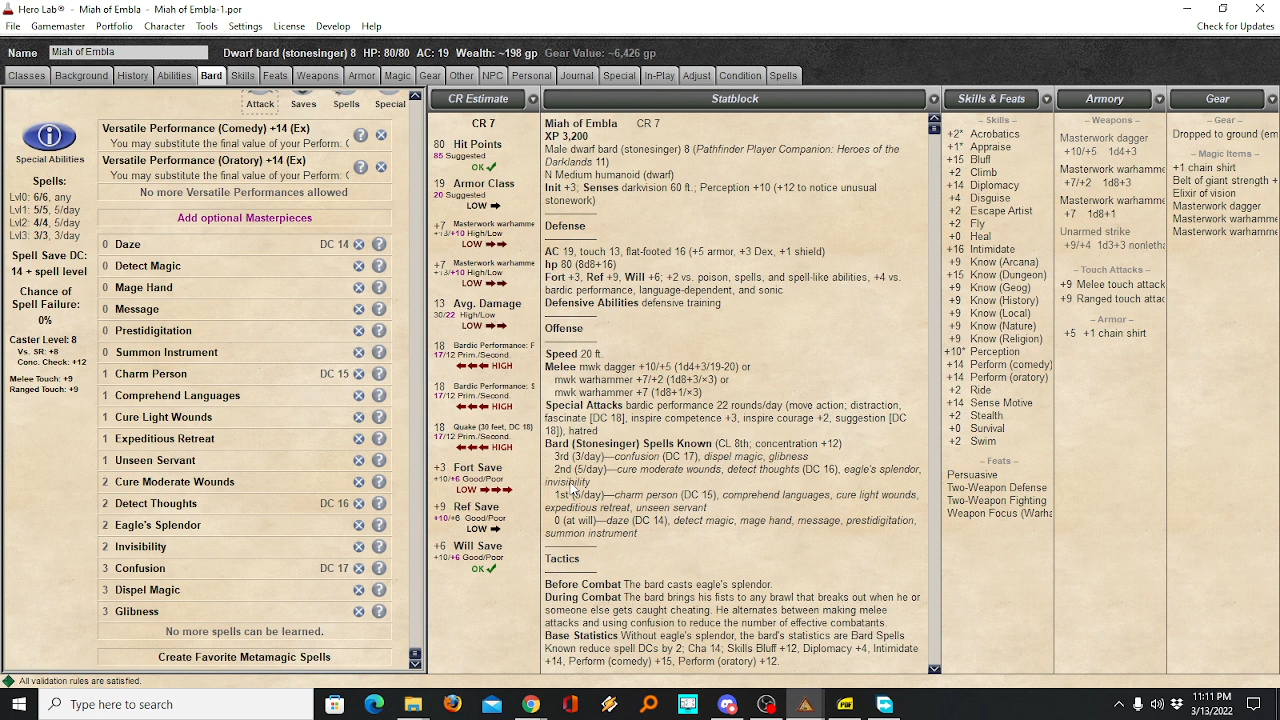 Hero Lab® - Miah of Embla - Miah of Embla-1.por
File Gamemaster Portfolio Character Tools Settings License Develop Help Check for Updates
Name Miah of Embla Dwarf bard (stonesinger) 8 HP: 80/80 AC: 19 Wealth: ~198 gp Gear Value: ~6,426 gp
Classes Background History Abilities Bard Skills Feats Weapons Armor Magic Gear Other NPC Personal Journal Special In-Play Adjust Condition Spells
Attack Saves Spells Special
Special Abilities
Spells:
Lvl0: 6/6, any
Lvl1: 5/5, 5/day
Lvl2: 4/4, 5/day
Lvl3: 3/3, 3/day
Spell Save DC:
14 + spell level
Chance of
Spell Failure:
0%
Caster Level: 8
Vs. SR: +8
Conc. Check: +12
Melee Touch: +9
Ranged Touch: +9
Versatile Performance (Comedy) +14 (Ex)
You may substitute the final value of your Perform: C
Versatile Performance (Oratory) +14 (Ex)
You may substitute the final value of your Perform: C
No more Versatile Performances allowed
Add optional Masterpieces
0 Daze DC 14
0 Detect Magic
0 Mage Hand
0 Message
0 Prestidigitation
0 Summon Instrument
1 Charm Person DC 15
1 Comprehend Languages
1 Cure Light Wounds
1 Expeditious Retreat
1 Unseen Servant
2 Cure Moderate Wounds
2 Detect Thoughts DC 16
2 Eagle's Splendor
2 Invisibility
3 Confusion DC 17
3 Dispel Magic
3 Glibness
No more spells can be learned.
Create Favorite Metamagic Spells
CR Estimate
CR 7
80 Hit Points
85 Suggested
OK
19 Armor Class
20 Suggested
LOW
+7 Masterwork warhamme
+13/+10 High/Low
LOW
+7 Masterwork warhamme
+13/+10 High/Low
LOW
13 Avg. Damage
30/22 High/Low
LOW
18 Bardic Performance: F
17/12 Prim./Second.
HIGH
18 Bardic Performance: S
17/12 Prim./Second.
HIGH
18 Quake (30 feet, DC 18)
17/12 Prim./Second.
HIGH
+3 Fort Save
+10/+6 Good/Poor
LOW
+9 Ref Save
+10/+6 Good/Poor
LOW
+6 Will Save
+10/+6 Good/Poor
OK
Statblock
Miah of Embla CR 7
XP 3,200
Male dwarf bard (stonesinger) 8 (Pathfinder Player Companion: Heroes of the
Darklands 11)
N Medium humanoid (dwarf)
Init +3; Senses darkvision 60 ft.; Perception +10 (+12 to notice unusual
stonework)
Defense
AC 19, touch 13, flat-footed 16 (+5 armor, +3 Dex, +1 shield)
hp 80 (8d8+16)
Fort +3, Ref +9, Will +6; +2 vs. poison, spells, and spell-like abilities, +4 vs.
bardic performance, language-dependent, and sonic
Defensive Abilities defensive training
Offense
Speed 20 ft.
Melee mwk dagger +10/+5 (1d4+3/19-20) or
mwk warhammer +7/+2 (1d8+3/×3) or
mwk warhammer +7 (1d8+1/×3)
Special Attacks bardic performance 22 rounds/day (move action; distraction,
fascinate [DC 18], inspire competence +3, inspire courage +2, suggestion [DC
18]), hatred
Bard (Stonesinger) Spells Known (CL 8th; concentration +12)
3rd (3/day)—confusion (DC 17), dispel magic, glibness
2nd (5/day)—cure moderate wounds, detect thoughts (DC 16), eagle's splendor,
invisibility
1st (5/day)—charm person (DC 15), comprehend languages, cure light wounds,
expeditious retreat, unseen servant
0 (at will)—daze (DC 14), detect magic, mage hand, message, prestidigitation,
summon instrument
Tactics
Before Combat The bard casts eagle's splendor.
During Combat The bard brings his fists to any brawl that breaks out when he or
someone else gets caught cheating. He alternates between making melee
attacks and using confusion to reduce the number of effective combatants.
Base Statistics Without eagle's splendor, the bard's statistics are Bard Spells
Known reduce spell DCs by 2; Cha 14; Skills Bluff +12, Diplomacy +4, Intimidate
+14, Perform (comedy) +15, Perform (oratory) +12.
Skills & Feats
– Skills –
+2* Acrobatics
+1* Appraise
+15 Bluff
+2 Climb
+14 Diplomacy
+4 Disguise
+2 Escape Artist
+2 Fly
+0 Heal
+16 Intimidate
+9 Know (Arcana)
+15 Know (Dungeon)
+9 Know (Geog)
+9 Know (History)
+9 Know (Local)
+9 Know (Nature)
+9 Know (Religion)
+10* Perception
+14 Perform (comedy)
+14 Perform (oratory)
+2 Ride
+14 Sense Motive
+2 Stealth
+0 Survival
+2 Swim
– Feats –
Persuasive
Two-Weapon Defense
Two-Weapon Fighting
Weapon Focus (Warha
Armory
– Weapons –
Masterwork dagger
+10/+5 1d4+3
Masterwork warhamme
+7/+2 1d8+3
Masterwork warhamme
+7 1d8+1
Unarmed strike
+9/+4 1d3+3 nonletha
– Touch Attacks –
+9 Melee touch attack
+9 Ranged touch attac
– Armor –
+5 +1 chain shirt
Gear
– Gear –
Dropped to ground (em
– Magic Items –
+1 chain shirt
Belt of giant strength +
Elixir of vision
Masterwork dagger
Masterwork warhamme
Masterwork warhamme
All validation rules are satisfied.
Type here to search
PDF
11:11 PM
3/13/2022